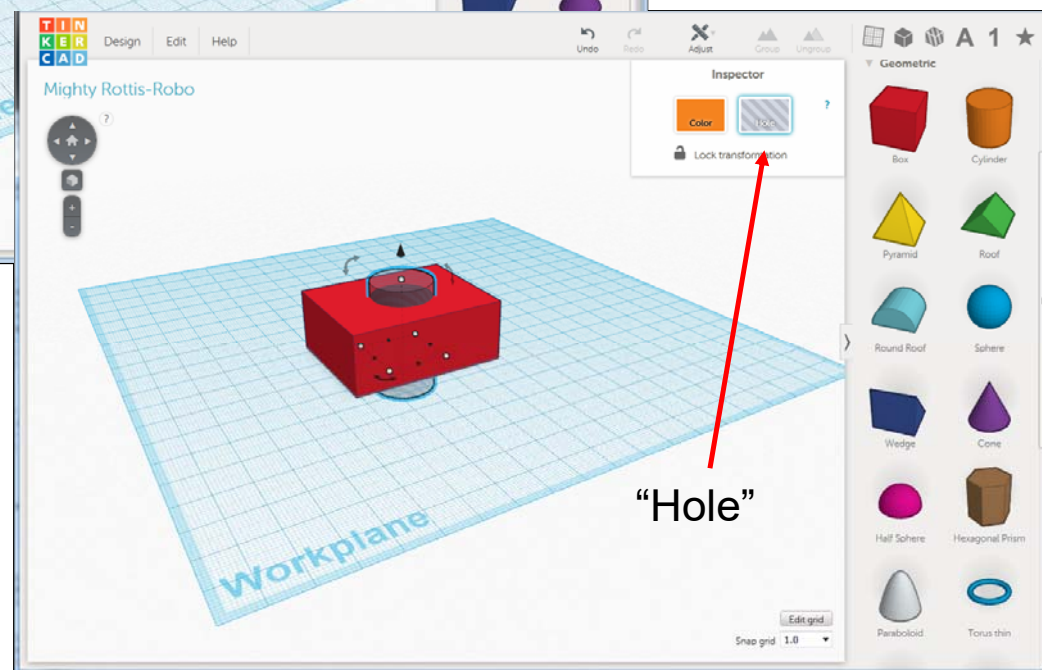 TIN
KER
CAD
Design Edit Help
Undo Redo Adjust Group Ungroup
A 1
Mighty Rottis-Robo
?
Inspector
Color Hole ?
Lock transformation
Geometric
Box Cylinder
Pyramid Roof
Round Roof Sphere
Wedge Cone
Half Sphere Hexagonal Prism
Paraboloid Torus thin
+
-
“Hole”
Workplane
Edit grid
Snap grid 1.0